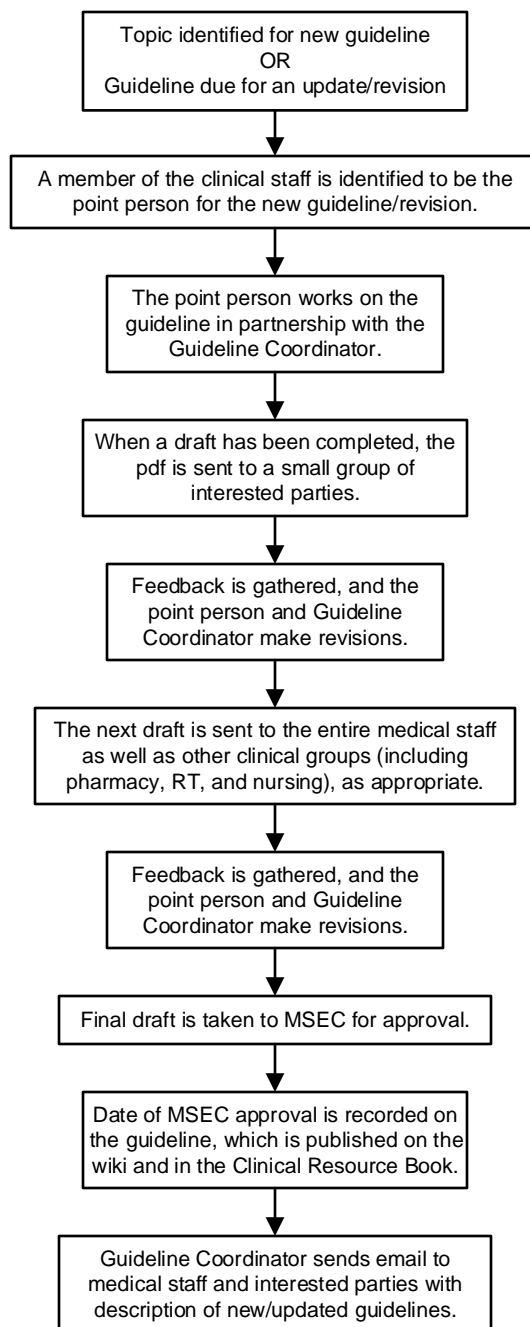 Topic identified for new guideline
OR
Guideline due for an update/revision
A member of the clinical staff is identified to be the
point person for the new guideline/revision.
The point person works on the
guideline in partnership with the
Guideline Coordinator.
When a draft has been completed, the
pdf is sent to a small group of
interested parties.
Feedback is gathered, and the
point person and Guideline
Coordinator make revisions.
The next draft is sent to the entire medical staff
as well as other clinical groups (including
pharmacy, RT, and nursing), as appropriate.
Feedback is gathered, and the
point person and Guideline
Coordinator make revisions.
Final draft is taken to MSEC for approval.
Date of MSEC approval is recorded on
the guideline, which is published on the
wiki and in the Clinical Resource Book.
Guideline Coordinator sends email to
medical staff and interested parties with
description of new/updated guidelines.